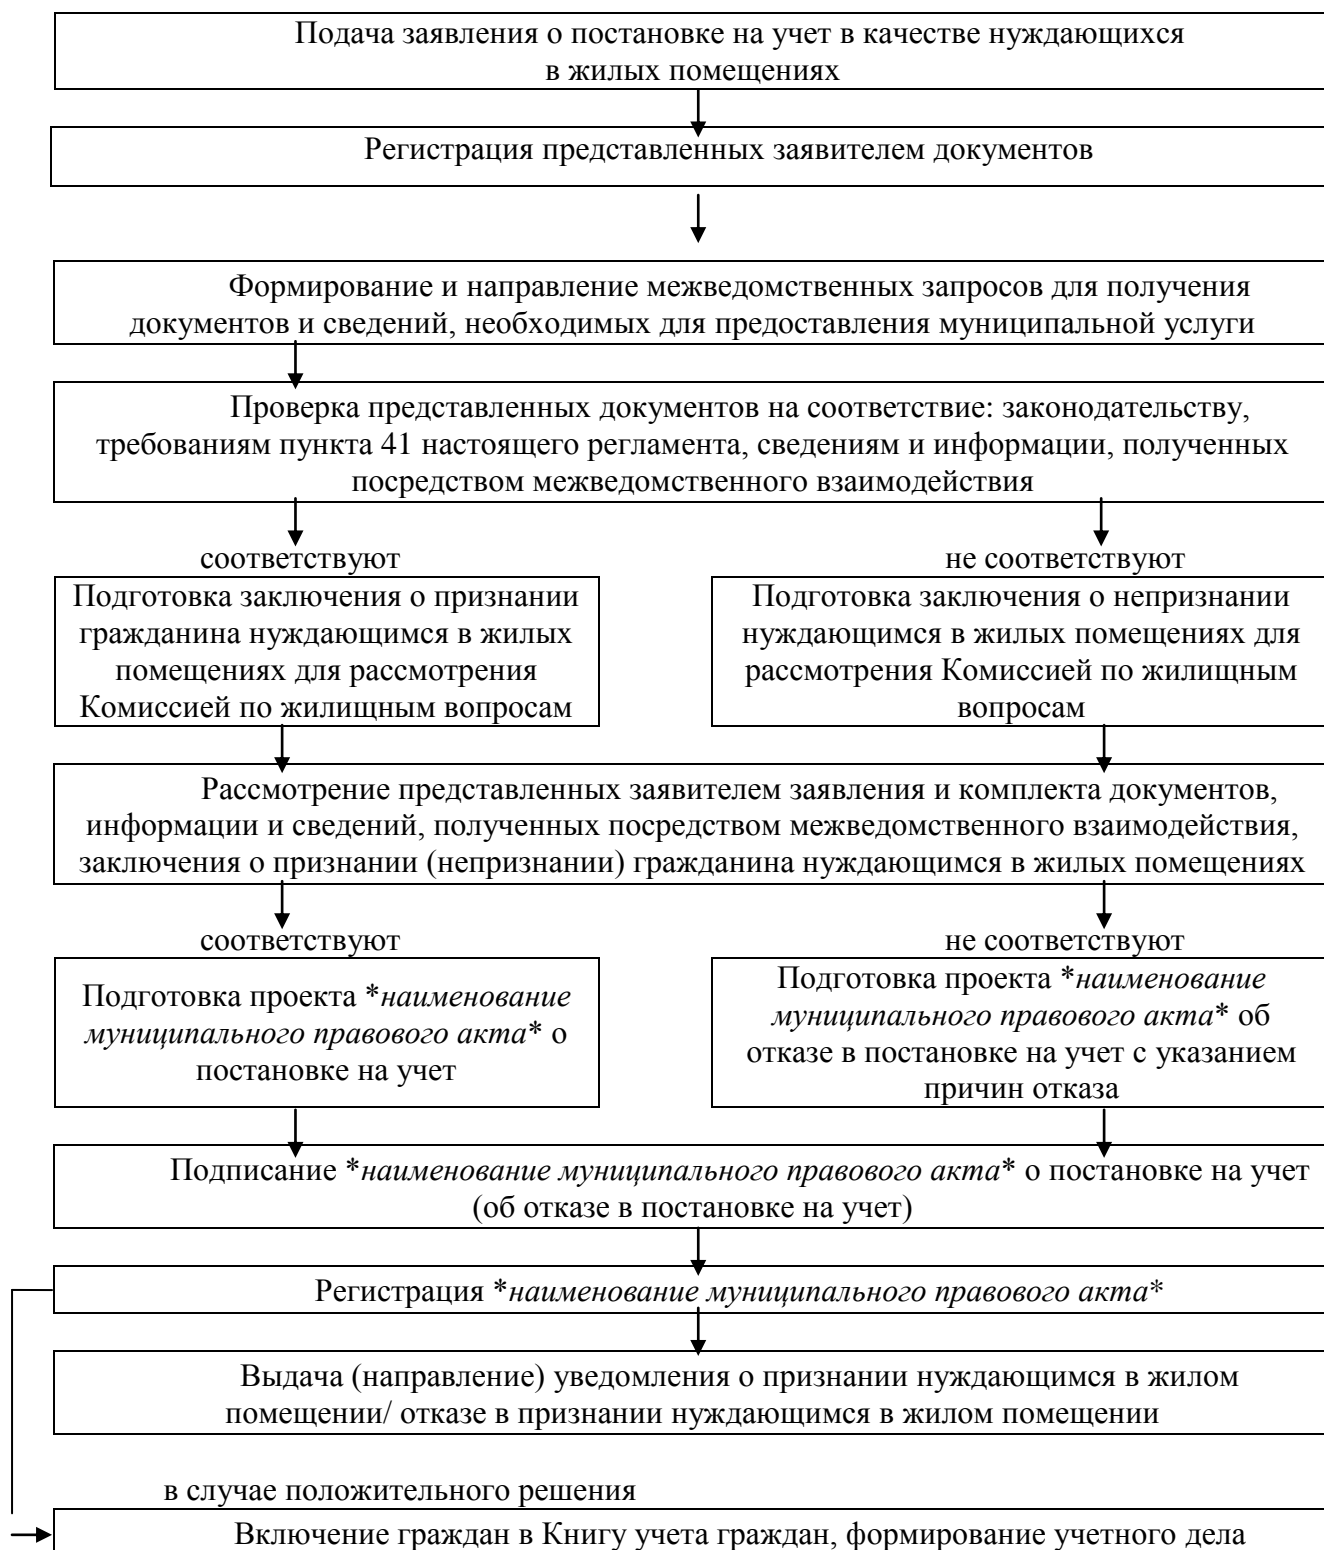 Подача заявления о постановке на учет в качестве нуждающихся
в жилых помещениях
Регистрация представленных заявителем документов
Формирование и направление межведомственных запросов для получения
документов и сведений, необходимых для предоставления муниципальной услуги
Проверка представленных документов на соответствие: законодательству,
требованиям пункта 41 настоящего регламента, сведениям и информации, полученных
посредством межведомственного взаимодействия
соответствуют
Подготовка заключения о признании
гражданина нуждающимся в жилых
помещениях для рассмотрения
Комиссией по жилищным вопросам
не соответствуют
Подготовка заключения о непризнании
нуждающимся в жилых помещениях для
рассмотрения Комиссией по жилищным
вопросам
Рассмотрение представленных заявителем заявления и комплекта документов,
информации и сведений, полученных посредством межведомственного взаимодействия,
заключения о признании (непризнании) гражданина нуждающимся в жилых помещениях
соответствуют
Подготовка проекта *наименование
муниципального правового акта* о
постановке на учет
не соответствуют
Подготовка проекта *наименование
муниципального правового акта* об
отказе в постановке на учет с указанием
причин отказа
Подписание *наименование муниципального правового акта* о постановке на учет
(об отказе в постановке на учет)
Регистрация *наименование муниципального правового акта*
Выдача (направление) уведомления о признании нуждающимся в жилом
помещении/ отказе в признании нуждающимся в жилом помещении
в случае положительного решения
Включение граждан в Книгу учета граждан, формирование учетного дела